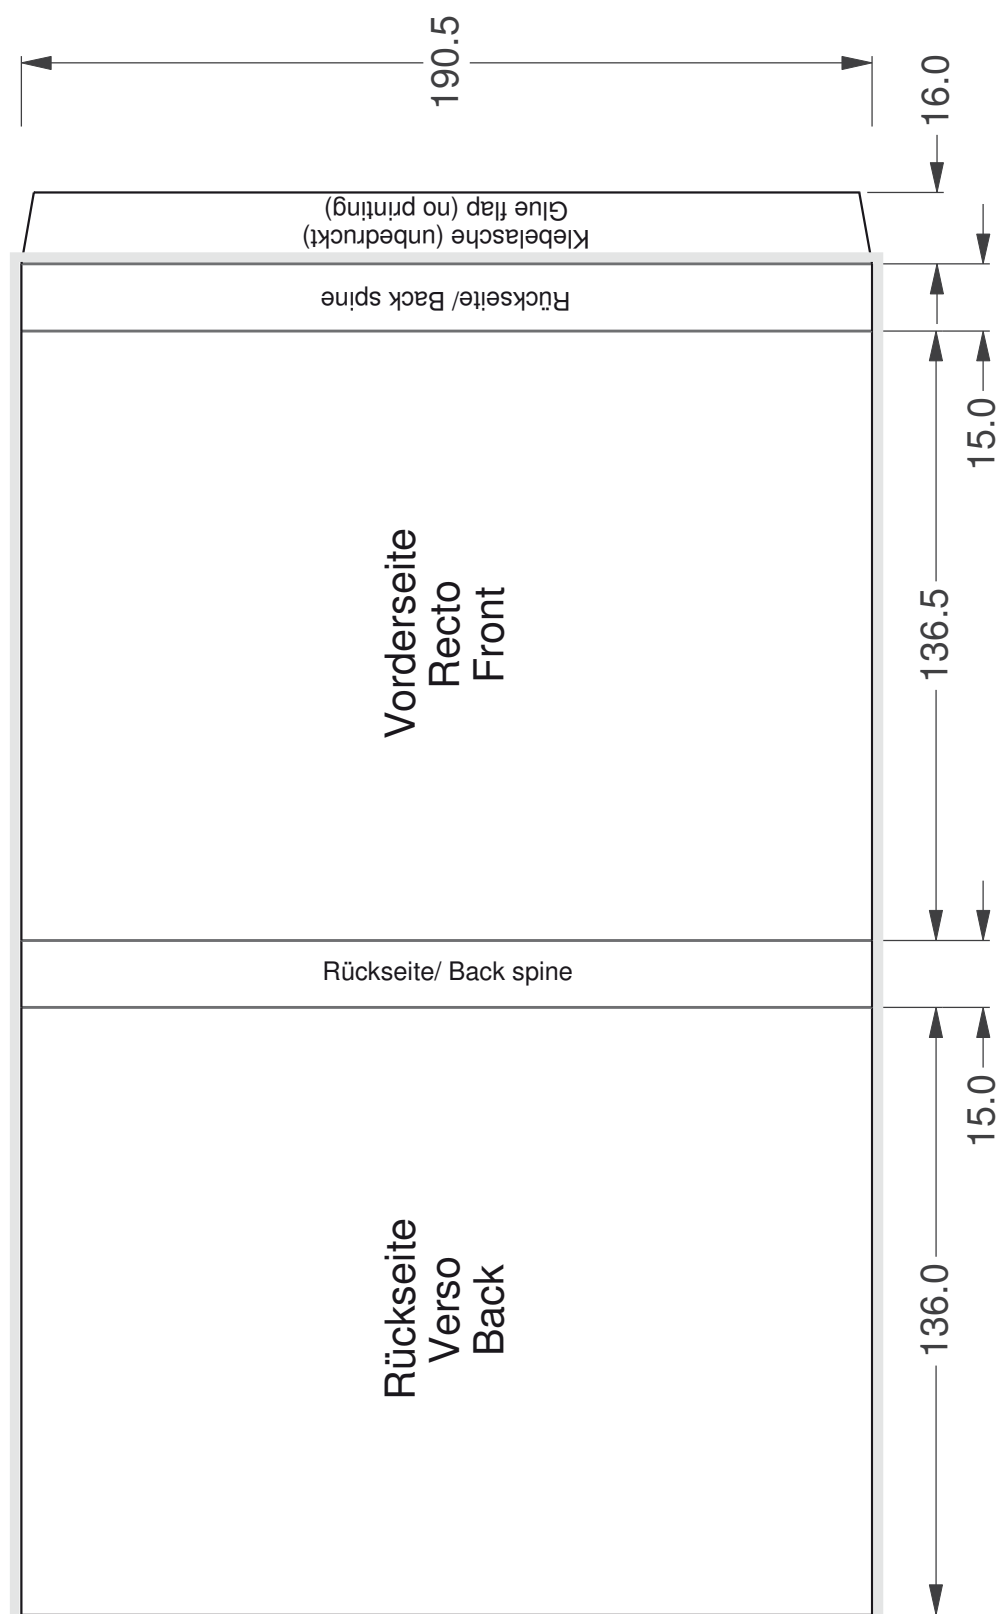 190.5
16.0
Glue flap (no printing)
Klebelasche (unbedruckt)
Rückseite/ Back spine
15.0
Vorderseite
Recto
Front
136.5
Rückseite/ Back spine
15.0
Rückseite
Verso
Back
136.0